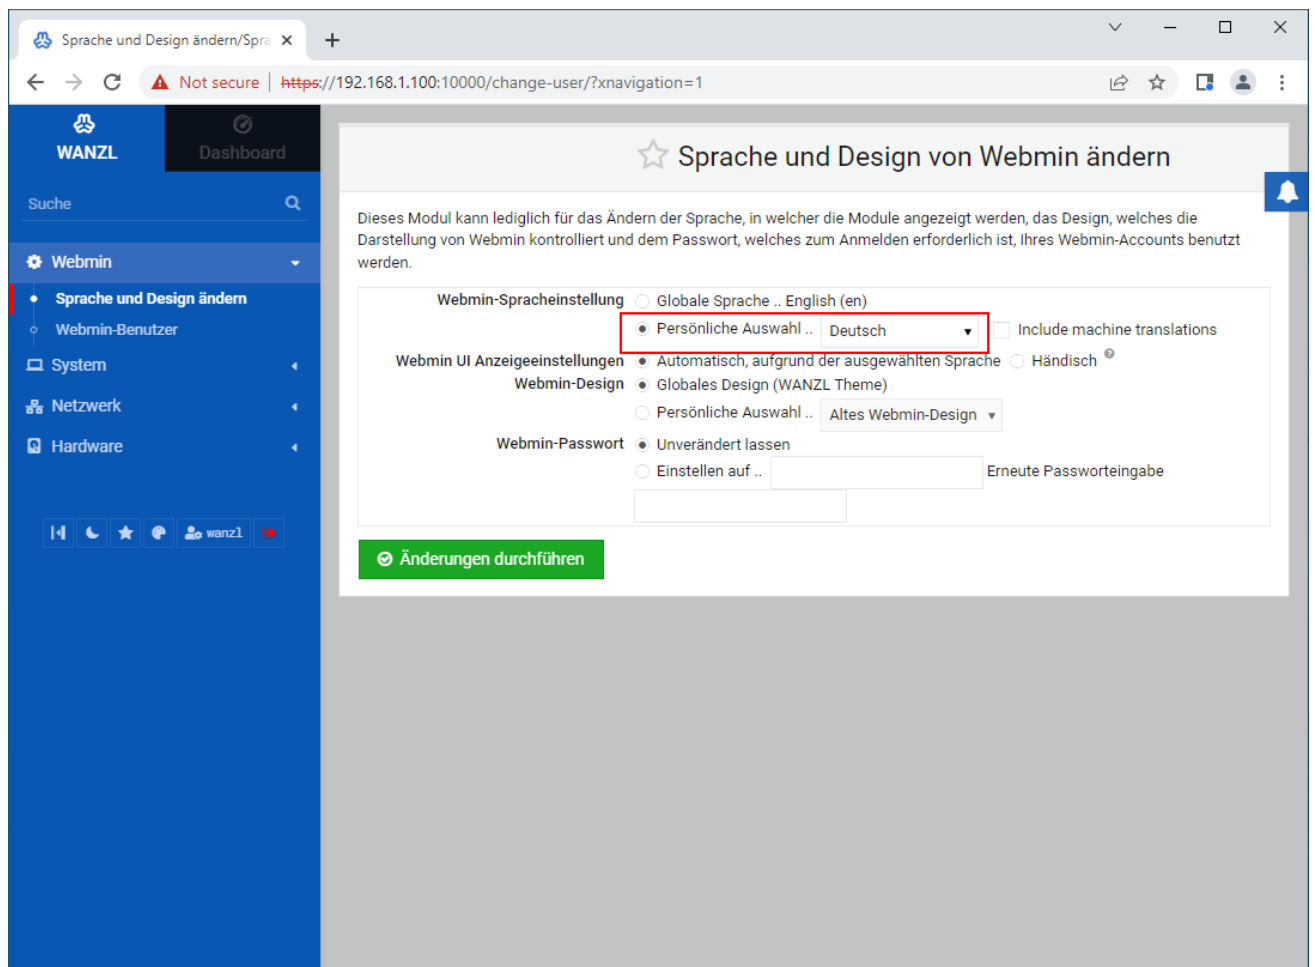 Sprache und Design ändern/Spra
Not secure | https://192.168.1.100:10000/change-user/?xnavigation=1
WANZL
Dashboard
Suche
Webmin
Sprache und Design ändern
Webmin-Benutzer
System
Netzwerk
Hardware
wanzl
Sprache und Design von Webmin ändern
Dieses Modul kann lediglich für das Ändern der Sprache, in welcher die Module angezeigt werden, das Design, welches die
Darstellung von Webmin kontrolliert und dem Passwort, welches zum Anmelden erforderlich ist, Ihres Webmin-Accounts benutzt
werden.
Webmin-Spracheinstellung Globale Sprache .. English (en)
Persönliche Auswahl .. Deutsch Include machine translations
Webmin UI Anzeigeeinstellungen Automatisch, aufgrund der ausgewählten Sprache Händisch
Webmin-Design Globales Design (WANZL Theme)
Persönliche Auswahl .. Altes Webmin-Design
Webmin-Passwort Unverändert lassen
Einstellen auf .. Erneute Passworteingabe
Änderungen durchführen